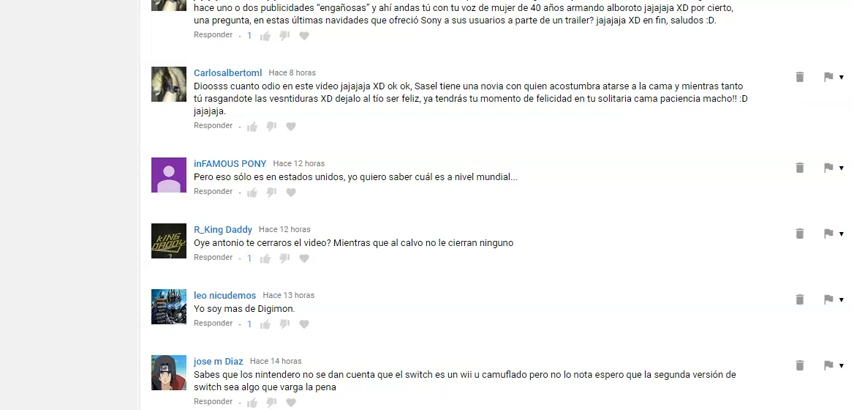 hace uno o dos publicidades "engañosas" y ahí andas tú con tu voz de mujer de 40 años armando alboroto jajajaja XD por cierto,
una pregunta, en estas últimas navidades que ofreció Sony a sus usuarios a parte de un trailer? jajajaja XD en fin, saludos :D.
Responder · 1
Carlosalbertoml Hace 8 horas
Dioosss cuanto odio en este video jajajaja XD ok ok, Sasel tiene una novia con quien acostumbra atarse a la cama y mientras tanto
tú rasgandote las vesntiduras XD dejalo al tío ser feliz, ya tendrás tu momento de felicidad en tu solitaria cama paciencia macho!! :D
jajajaja.
Responder ·
inFAMOUS PONY Hace 12 horas
Pero eso sólo es en estados unidos, yo quiero saber cuál es a nivel mundial...
Responder ·
R_King Daddy Hace 12 horas
Oye antonio te cerraros el video? Mientras que al calvo no le cierran ninguno
Responder · 1
KING DADDY
leo nicudemos Hace 13 horas
Yo soy mas de Digimon.
Responder · 1
jose m Diaz Hace 14 horas
Sabes que los nintendero no se dan cuenta que el switch es un wii u camuflado pero no lo nota espero que la segunda versión de
switch sea algo que varga la pena
Responder ·